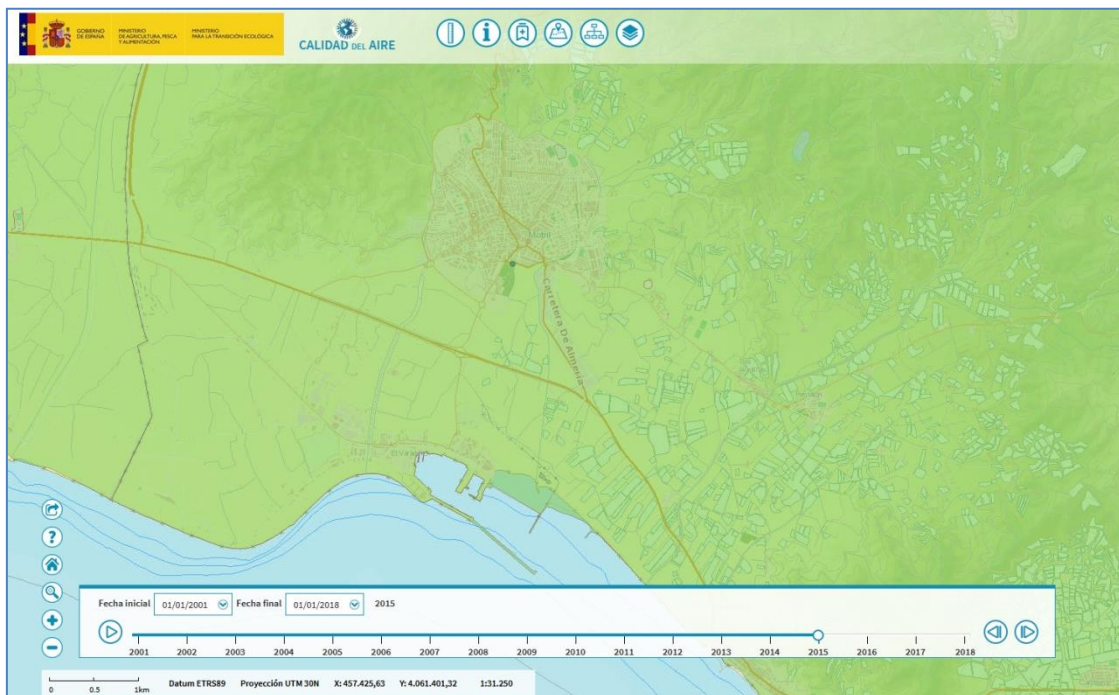 GOBIERNO
DE ESPAÑA
MINISTERIO
DE AGRICULTURA, PESCA
Y ALIMENTACIÓN
MINISTERIO
PARA LA TRANSICIÓN ECOLÓGICA
CALIDAD DEL AIRE
Motril
Carretera De Almería
Fecha inicial 01/01/2001 Fecha final 01/01/2018 2015
2001 2002 2003 2004 2005 2006 2007 2008 2009 2010 2011 2012 2013 2014 2015 2016 2017 2018
0 0.5 1km Datum ETRS89 Proyección UTM 30N X: 457.425,63 Y: 4.061.401,32 1:31.250